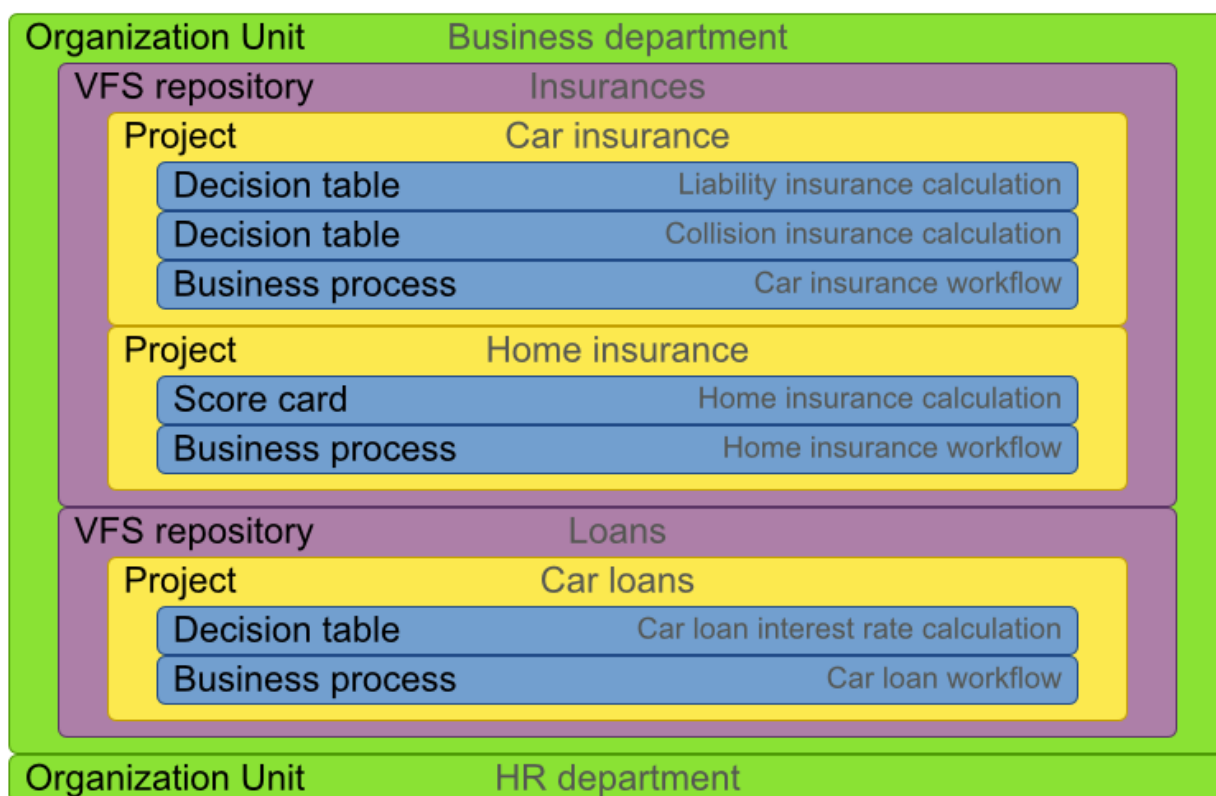 Organization Unit Business department
VFS repository Insurances
Project Car insurance
Decision table Liability insurance calculation
Decision table Collision insurance calculation
Business process Car insurance workflow
Project Home insurance
Score card Home insurance calculation
Business process Home insurance workflow
VFS repository Loans
Project Car loans
Decision table Car loan interest rate calculation
Business process Car loan workflow
Organization Unit HR department